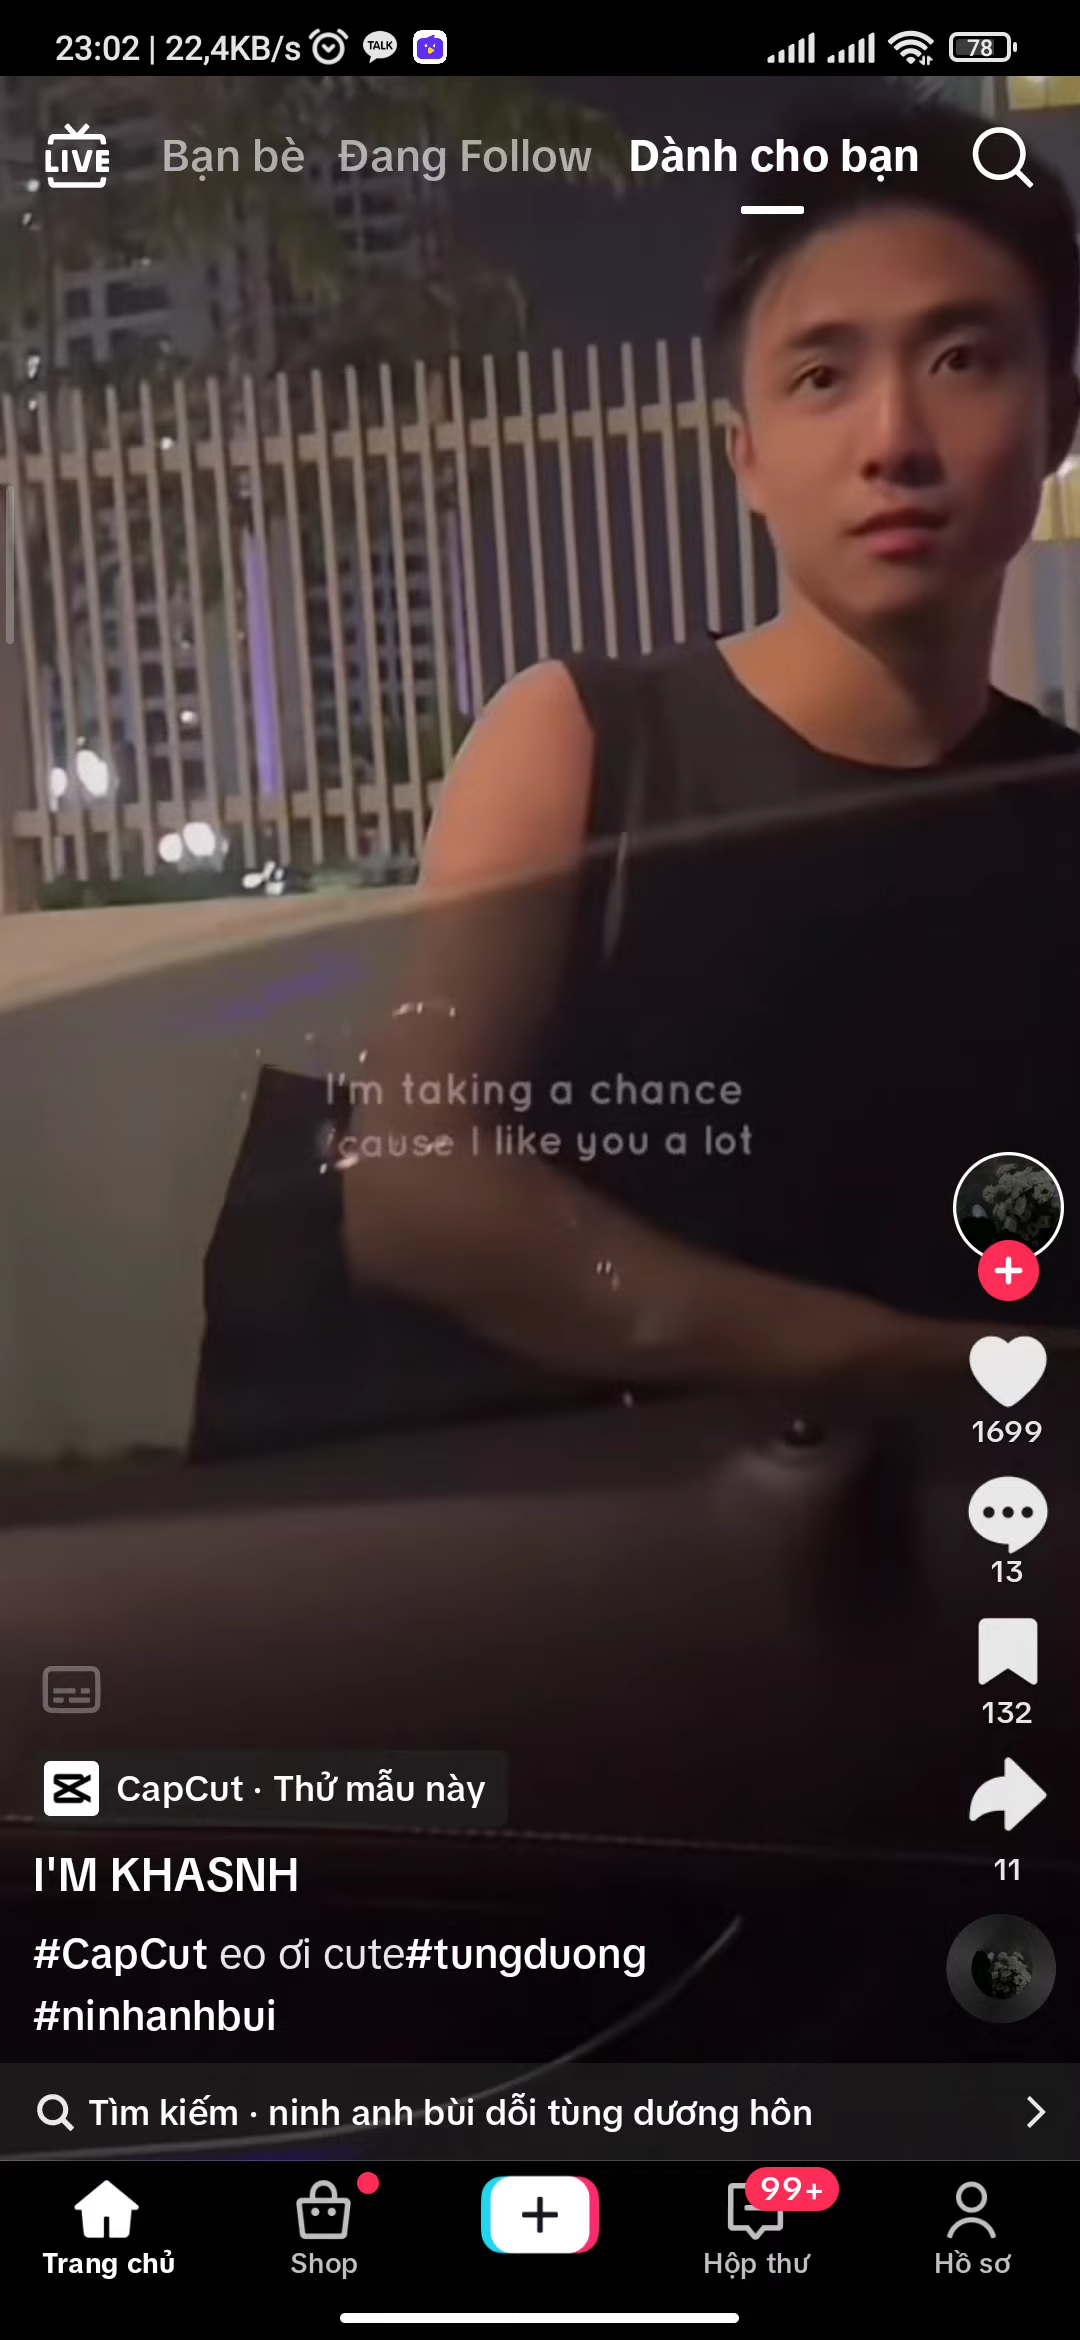 23:02 | 22,4KB/s
TALK
78
LIVE
Bạn bè Đang Follow Dành cho bạn
I'm taking a chance
'cause I like you a lot
1699
13
132
11
CapCut · Thử mẫu này
I'M KHASNH
#CapCut eo ơi cute#tungduong
#ninhanhbui
Tìm kiếm · ninh anh bùi dỗi tùng dương hôn
99+
Trang chủ
Shop
Hộp thư
Hồ sơ